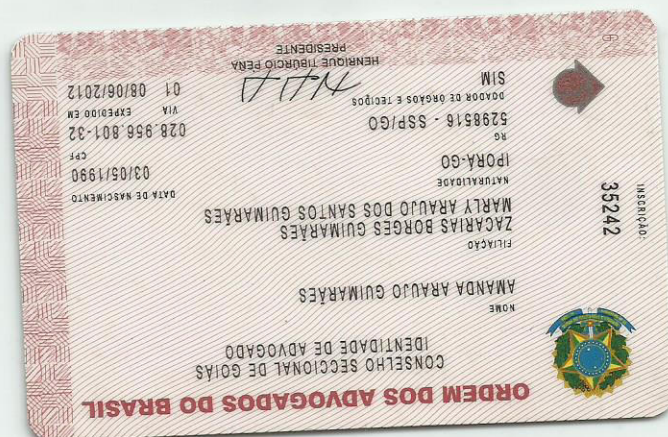 ORDEM DOS ADVOGADOS DO BRASIL
CONSELHO SECCIONAL DE GOIÁS
IDENTIDADE DE ADVOGADO
NOME
AMANDA ARAUJO GUIMARÃES
FILIAÇÃO
ZACARIAS BORGES GUIMARÃES
MARLY ARAUJO DOS SANTOS GUIMARÃES
NATURALIDADE
IPORÁ-GO
DATA DE NASCIMENTO
03/05/1990
RG
5298516 - SSP/GO
CPF
028.956.801-32
DOADOR DE ÓRGÃOS E TECIDOS
SIM
VIA EXPEDIDO EM
01 08/06/2012
HENRIQUE TIBÚRCIO PEÑA
PRESIDENTE
INSCRIÇÃO:
35242